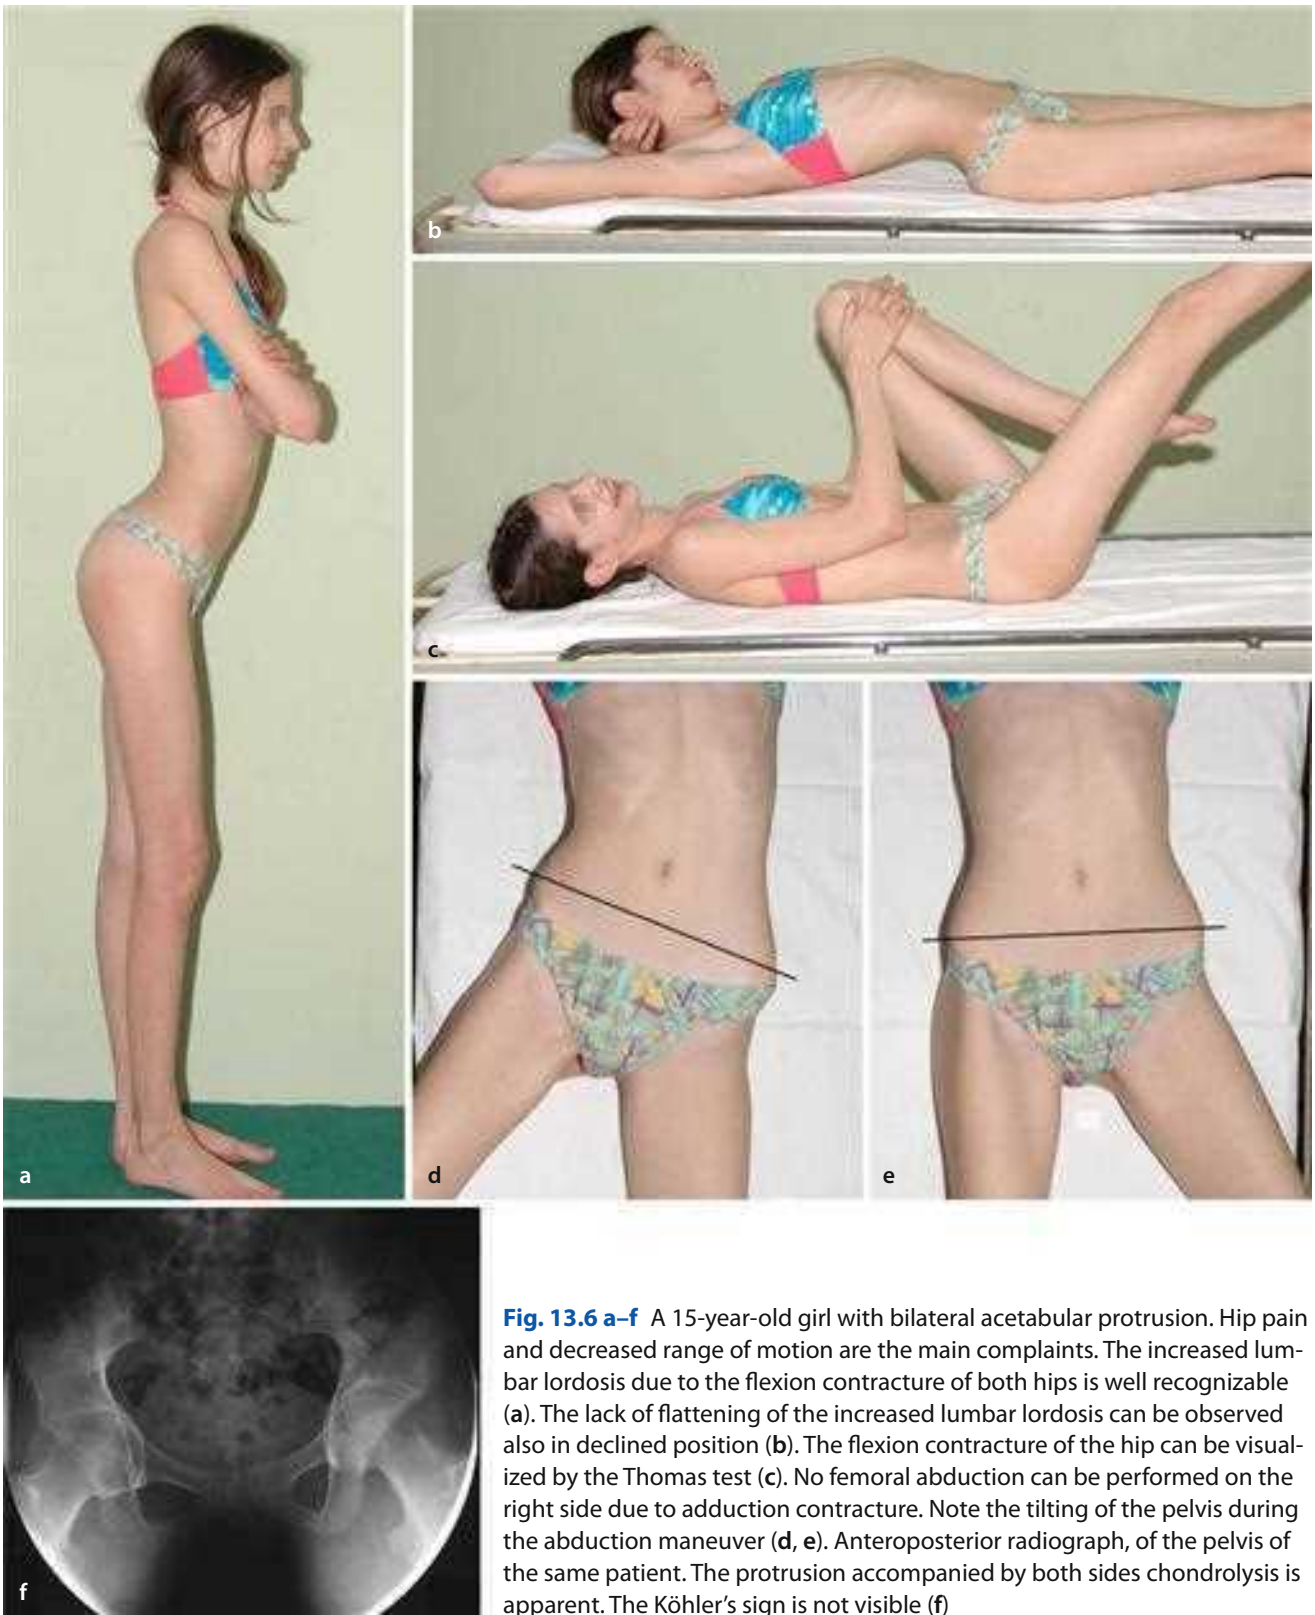 b
c
a
d
e
f
Fig. 13.6 a–f A 15-year-old girl with bilateral acetabular protrusion. Hip pain
and decreased range of motion are the main complaints. The increased lum-
bar lordosis due to the flexion contracture of both hips is well recognizable
(a). The lack of flattening of the increased lumbar lordosis can be observed
also in declined position (b). The flexion contracture of the hip can be visual-
ized by the Thomas test (c). No femoral abduction can be performed on the
right side due to adduction contracture. Note the tilting of the pelvis during
the abduction maneuver (d, e). Anteroposterior radiograph, of the pelvis of
the same patient. The protrusion accompanied by both sides chondrolysis is
apparent. The Köhler's sign is not visible (f)